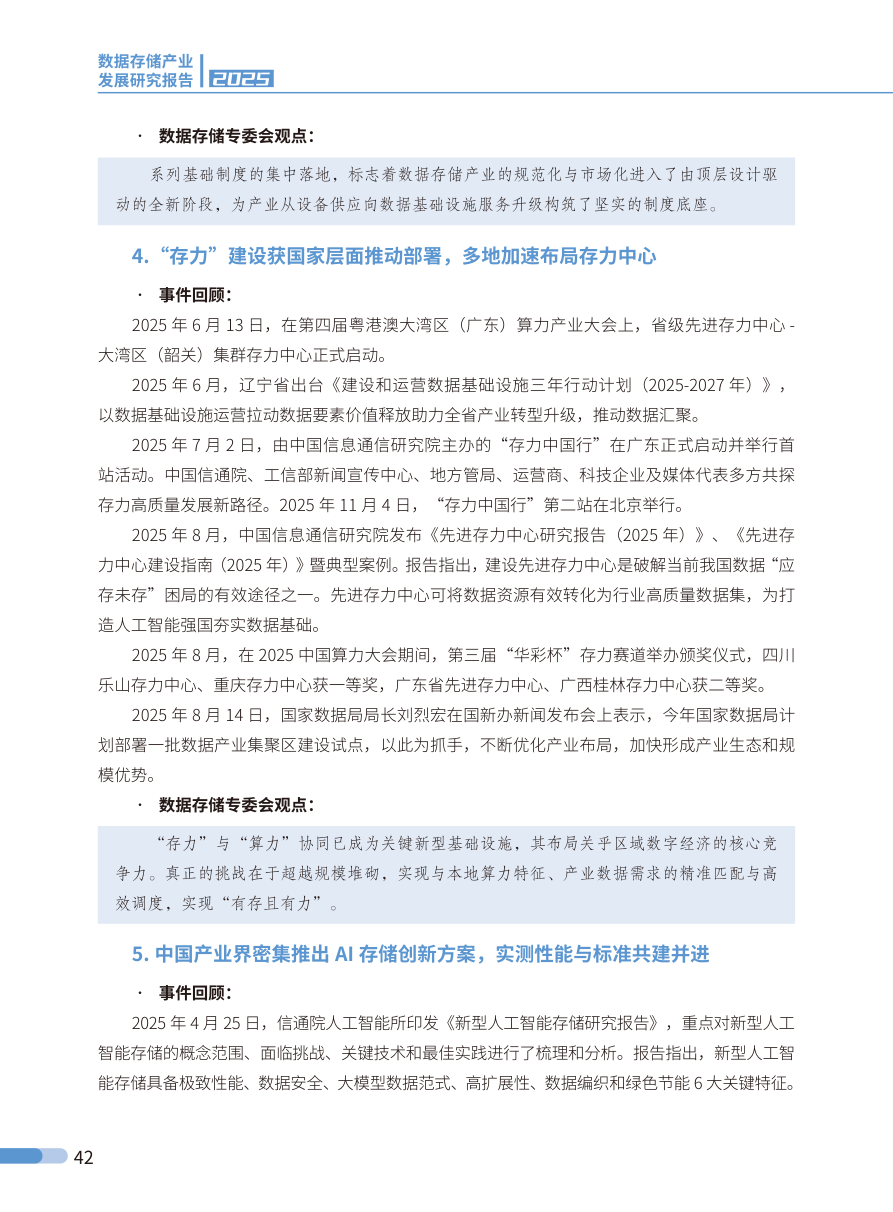 数据存储产业
发展研究报告 2025
· 数据存储专委会观点：
系列基础制度的集中落地，标志着数据存储产业的规范化与市场化进入了由顶层设计驱
动的全新阶段，为产业从设备供应向数据基础设施服务升级构筑了坚实的制度底座。
4.“存力”建设获国家层面推动部署，多地加速布局存力中心
· 事件回顾：
2025 年 6 月 13 日，在第四届粤港澳大湾区（广东）算力产业大会上，省级先进存力中心 -
大湾区（韶关）集群存力中心正式启动。
2025 年 6 月，辽宁省出台《建设和运营数据基础设施三年行动计划（2025-2027 年）》，
以数据基础设施运营拉动数据要素价值释放助力全省产业转型升级，推动数据汇聚。
2025 年 7 月 2 日，由中国信息通信研究院主办的“存力中国行”在广东正式启动并举行首
站活动。中国信通院、工信部新闻宣传中心、地方管局、运营商、科技企业及媒体代表多方共探
存力高质量发展新路径。2025 年 11 月 4 日，“存力中国行”第二站在北京举行。
2025 年 8 月，中国信息通信研究院发布《先进存力中心研究报告（2025 年）》、《先进存
力中心建设指南（2025 年）》暨典型案例。报告指出，建设先进存力中心是破解当前我国数据“应
存未存”困局的有效途径之一。先进存力中心可将数据资源有效转化为行业高质量数据集，为打
造人工智能强国夯实数据基础。
2025 年 8 月，在 2025 中国算力大会期间，第三届“华彩杯”存力赛道举办颁奖仪式，四川
乐山存力中心、重庆存力中心获一等奖，广东省先进存力中心、广西桂林存力中心获二等奖。
2025 年 8 月 14 日，国家数据局局长刘烈宏在国新办新闻发布会上表示，今年国家数据局计
划部署一批数据产业集聚区建设试点，以此为抓手，不断优化产业布局，加快形成产业生态和规
模优势。
· 数据存储专委会观点：
“存力”与“算力”协同已成为关键新型基础设施，其布局关乎区域数字经济的核心竞
争力。真正的挑战在于超越规模堆砌，实现与本地算力特征、产业数据需求的精准匹配与高
效调度，实现“有存且有力”。
5. 中国产业界密集推出 AI 存储创新方案，实测性能与标准共建并进
· 事件回顾：
2025 年 4 月 25 日，信通院人工智能所印发《新型人工智能存储研究报告》，重点对新型人工
智能存储的概念范围、面临挑战、关键技术和最佳实践进行了梳理和分析。报告指出，新型人工智
能存储具备极致性能、数据安全、大模型数据范式、高扩展性、数据编织和绿色节能 6 大关键特征。
42